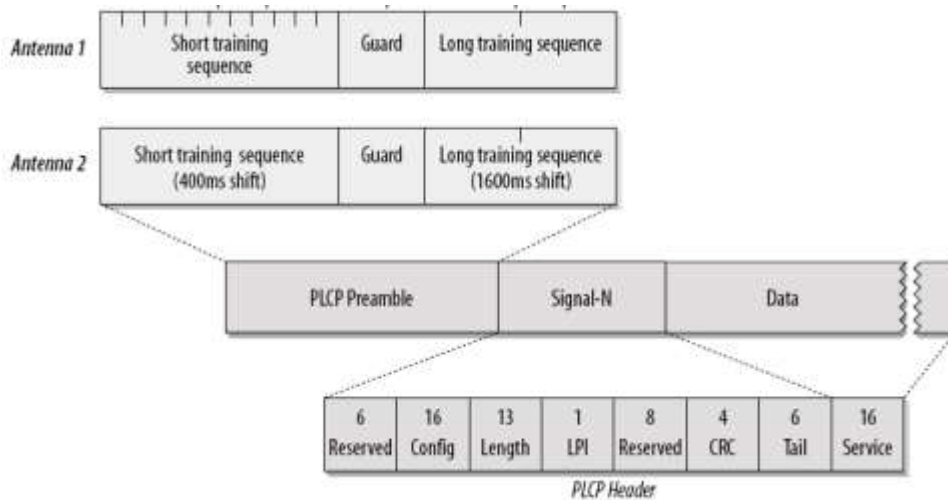 Antenna 1
Short training
sequence
Guard
Long training sequence
Antenna 2
Short training sequence
(400ms shift)
Guard
Long training sequence
(1600ms shift)
PLCP Preamble
Signal-N
Data
6
Reserved
16
Config
13
Length
1
LPI
8
Reserved
4
CRC
6
Tail
16
Service
PLCP Header